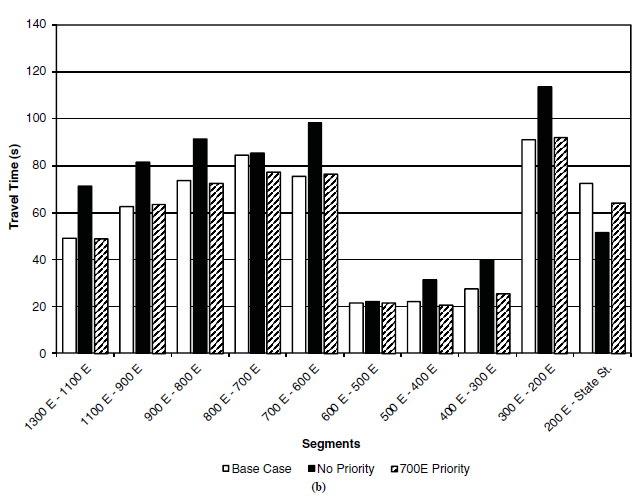 140
120
100
80
60
40
20
0
Travel Time (s)
1300 E - 1100 E
1100 E - 900 E
900 E - 800 E
800 E - 700 E
700 E - 600 E
600 E - 500 E
500 E - 400 E
400 E - 300 E
300 E - 200 E
200 E - State St.
Segments
Base Case No Priority 700E Priority
(b)